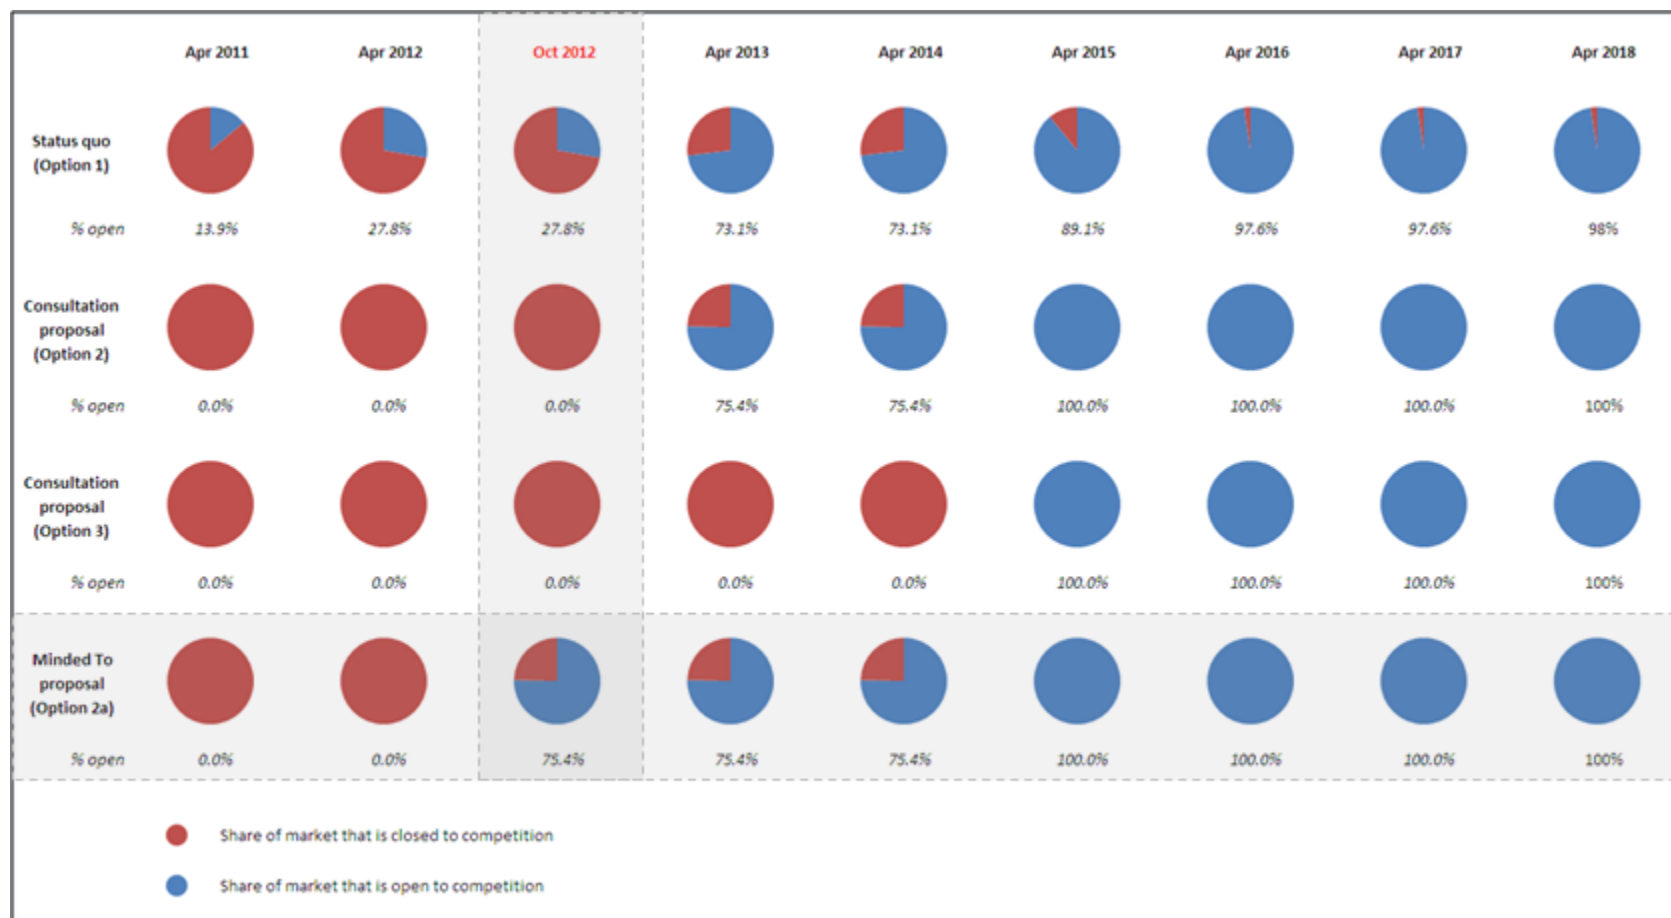 Apr 2011 Apr 2012 Oct 2012 Apr 2013 Apr 2014 Apr 2015 Apr 2016 Apr 2017 Apr 2018
Status quo
(Option 1)
% open 13.9% 27.8% 27.8% 73.1% 73.1% 89.1% 97.6% 97.6% 98%
Consultation
proposal
(Option 2)
% open 0.0% 0.0% 0.0% 75.4% 75.4% 100.0% 100.0% 100.0% 100%
Consultation
proposal
(Option 3)
% open 0.0% 0.0% 0.0% 0.0% 0.0% 100.0% 100.0% 100.0% 100%
Minded To
proposal
(Option 2a)
% open 0.0% 0.0% 75.4% 75.4% 75.4% 100.0% 100.0% 100.0% 100%
Share of market that is closed to competition
Share of market that is open to competition